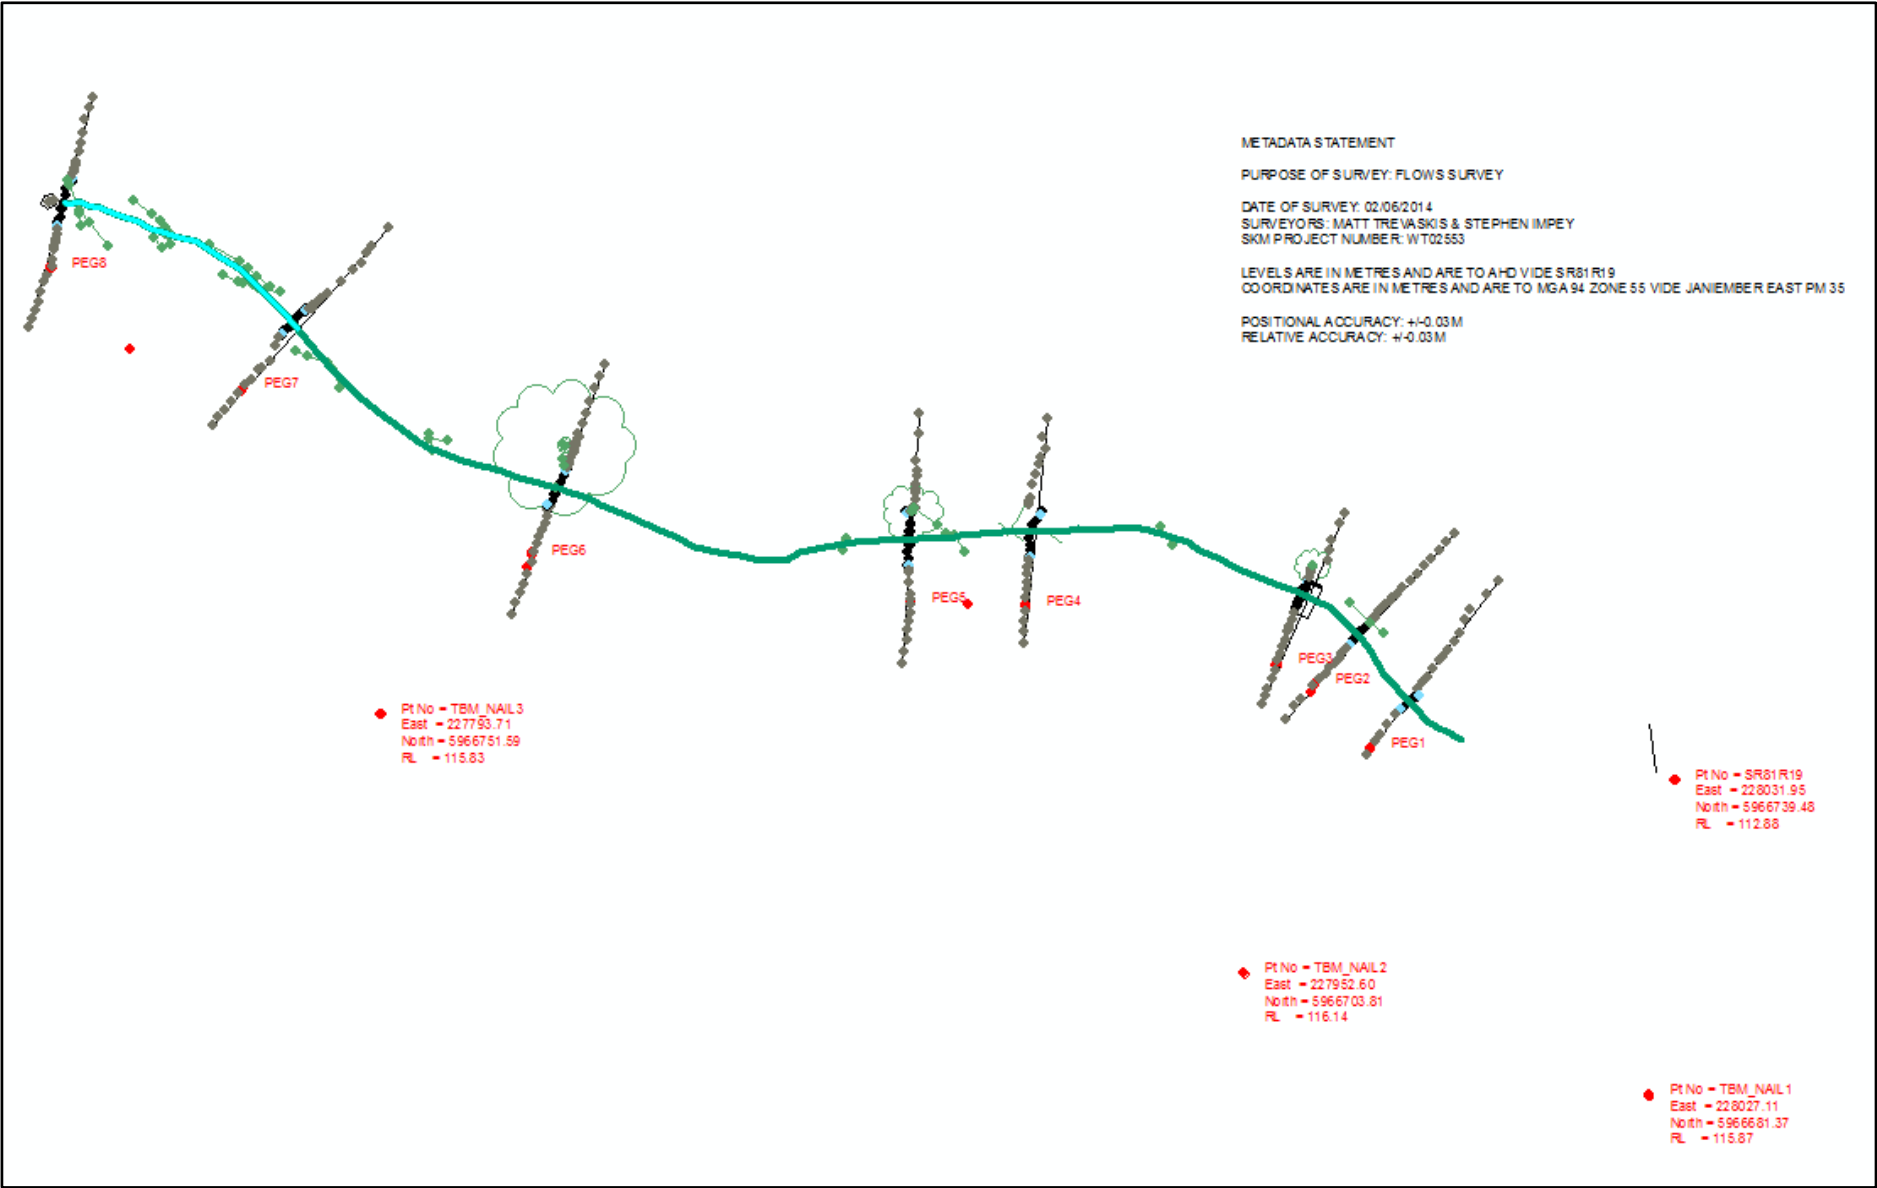 METADATA STATEMENT
PURPOSE OF SURVEY: FLOWS SURVEY
DATE OF SURVEY: 02/06/2014
SURVEYORS: MATT TREVASKIS & STEPHEN IMPEY
SKM PROJECT NUMBER: WT02553
LEVELS ARE IN METRES AND ARE TO AHD VIDE SR81R19
COORDINATES ARE IN METRES AND ARE TO MGA 94 ZONE 55 VIDE JANIEMBER EAST PM 35
POSITIONAL ACCURACY: +/-0.03M
RELATIVE ACCURACY: +/-0.03M
PEG8
PEG7
PEG6
PEG5
PEG4
PEG3
PEG2
PEG1
Pt No = TBM_NAIL3
East = 227793.71
North = 5966751.59
RL = 115.83
Pt No = SR81R19
East = 228031.95
North = 5966739.48
RL = 112.88
Pt No = TBM_NAIL2
East = 227952.60
North = 5966703.81
RL = 116.14
Pt No = TBM_NAIL1
East = 228027.11
North = 5966681.37
RL = 115.87